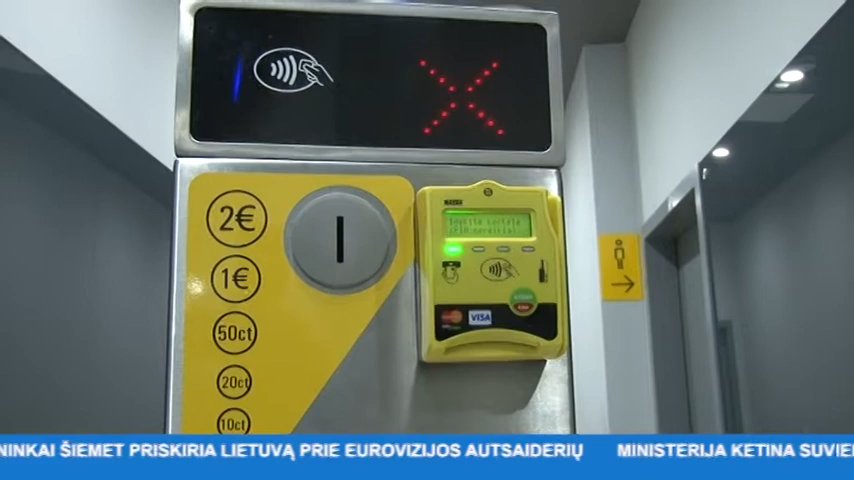 2€
1€
50ct
20ct
10ct
VISA
NINKAI ŠIEMET PRISKIRIA LIETUVĄ PRIE EUROVIZIJOS AUTSAIDERIŲ MINISTERIJA KETINA SUVIE